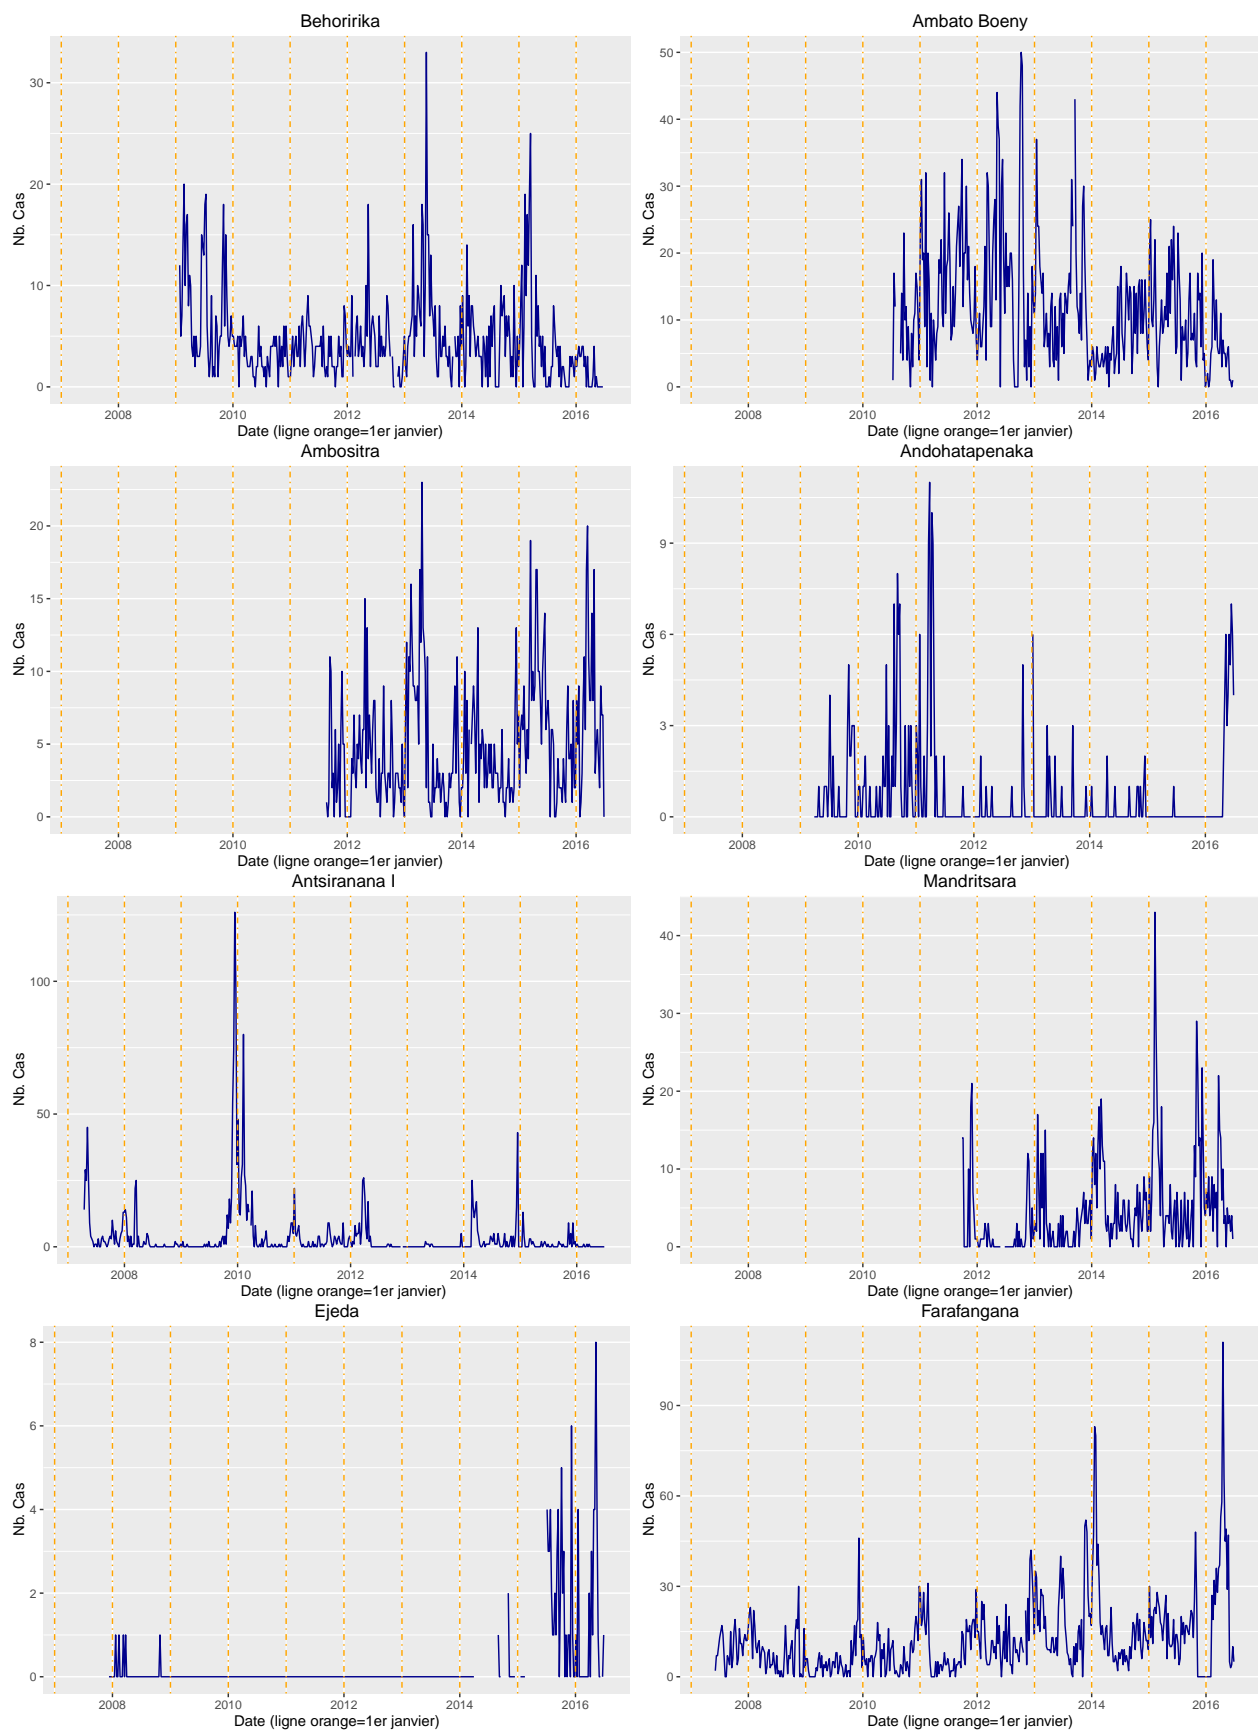 Behoririka
Nb. Cas
30
20
10
0
2008 2010 2012 2014 2016
Date (ligne orange=1er janvier)
Ambato Boeny
Nb. Cas
50
40
30
20
10
0
2008 2010 2012 2014 2016
Date (ligne orange=1er janvier)
Ambositra
Nb. Cas
20
15
10
5
0
2008 2010 2012 2014 2016
Date (ligne orange=1er janvier)
Andohatapenaka
Nb. Cas
9
6
3
0
2008 2010 2012 2014 2016
Date (ligne orange=1er janvier)
Antsiranana I
Nb. Cas
100
50
0
2008 2010 2012 2014 2016
Date (ligne orange=1er janvier)
Mandritsara
Nb. Cas
40
30
20
10
0
2008 2010 2012 2014 2016
Date (ligne orange=1er janvier)
Ejeda
Nb. Cas
8
6
4
2
0
2008 2010 2012 2014 2016
Date (ligne orange=1er janvier)
Farafangana
Nb. Cas
90
60
30
0
2008 2010 2012 2014 2016
Date (ligne orange=1er janvier)